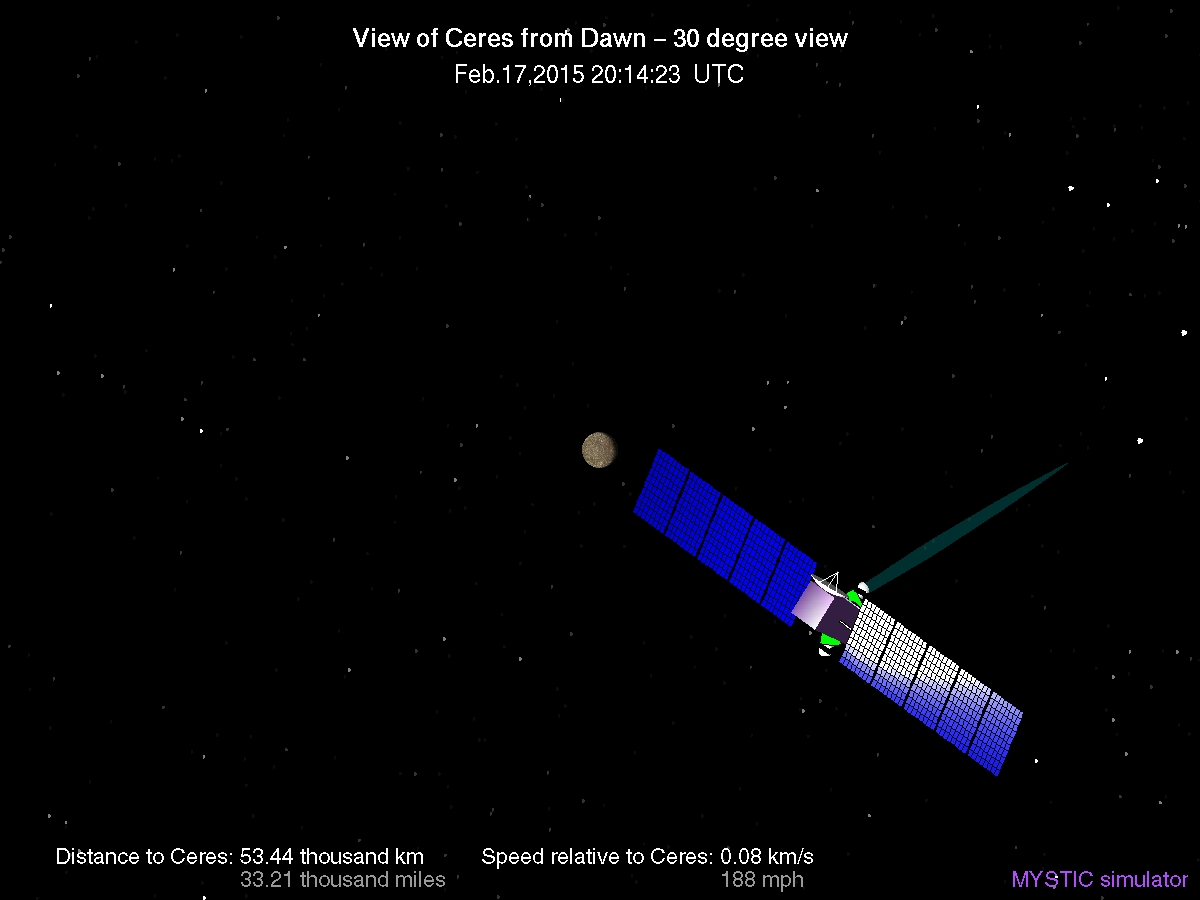 View of Ceres from Dawn – 30 degree view
Feb.17,2015 20:14:23 UTC
Distance to Ceres: 53.44 thousand km
33.21 thousand miles
Speed relative to Ceres: 0.08 km/s
188 mph
MYSTIC simulator